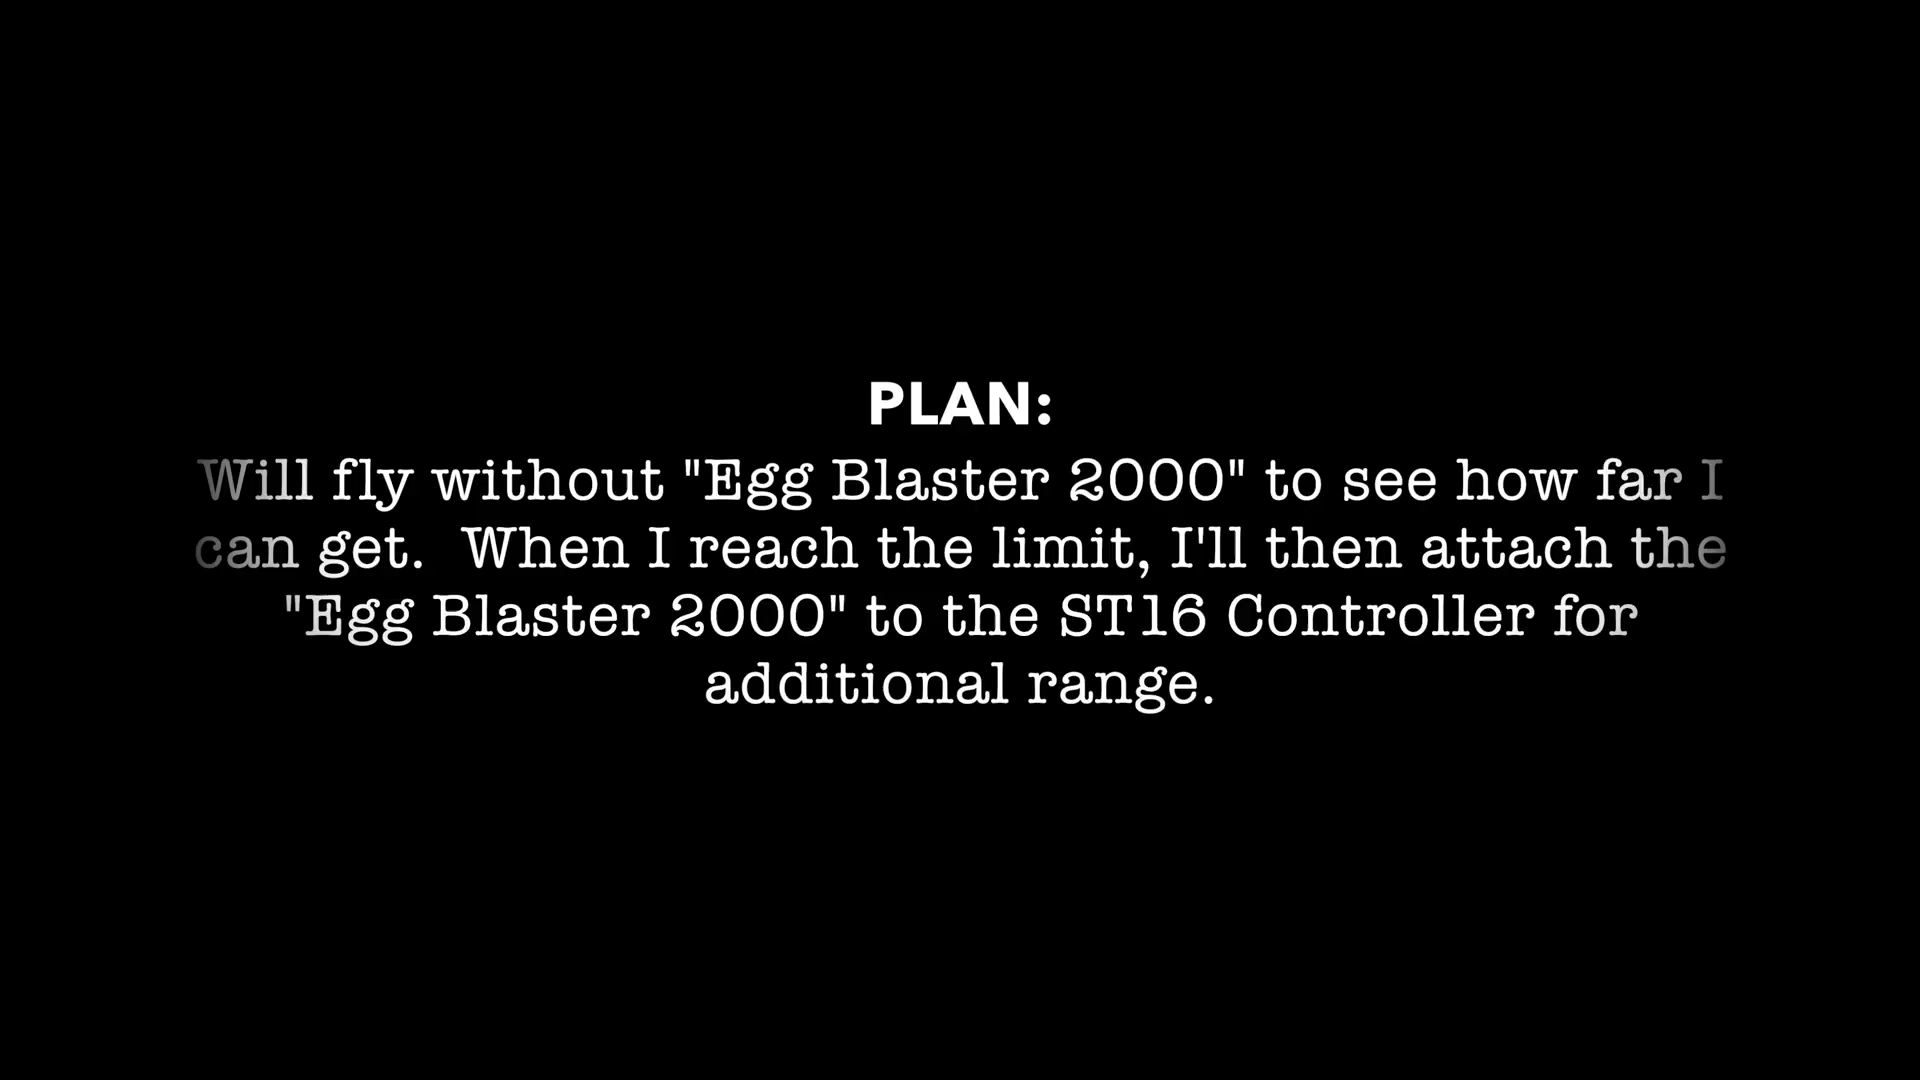 PLAN:
Will fly without "Egg Blaster 2000" to see how far I
can get.  When I reach the limit, I'll then attach the
"Egg Blaster 2000" to the ST16 Controller for
additional range.